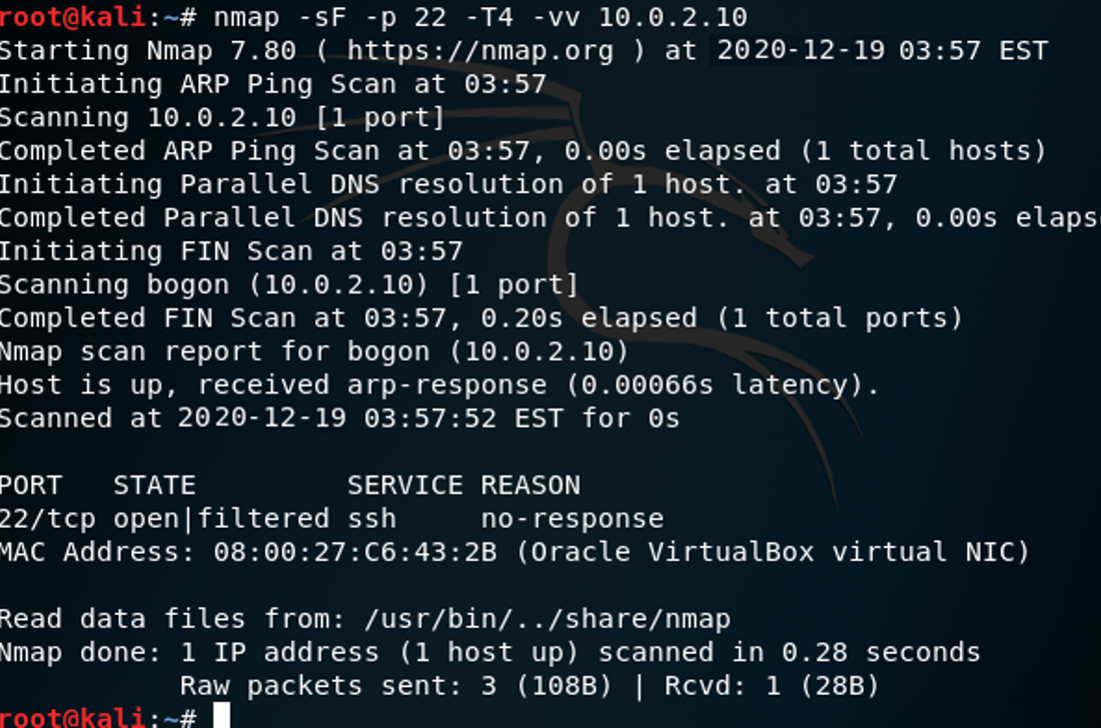 root@kali:~# nmap -sF -p 22 -T4 -vv 10.0.2.10
Starting Nmap 7.80 ( https://nmap.org ) at 2020-12-19 03:57 EST
Initiating ARP Ping Scan at 03:57
Scanning 10.0.2.10 [1 port]
Completed ARP Ping Scan at 03:57, 0.00s elapsed (1 total hosts)
Initiating Parallel DNS resolution of 1 host. at 03:57
Completed Parallel DNS resolution of 1 host. at 03:57, 0.00s elaps
Initiating FIN Scan at 03:57
Scanning bogon (10.0.2.10) [1 port]
Completed FIN Scan at 03:57, 0.20s elapsed (1 total ports)
Nmap scan report for bogon (10.0.2.10)
Host is up, received arp-response (0.00066s latency).
Scanned at 2020-12-19 03:57:52 EST for 0s
PORT   STATE         SERVICE REASON
22/tcp open|filtered ssh     no-response
MAC Address: 08:00:27:C6:43:2B (Oracle VirtualBox virtual NIC)
Read data files from: /usr/bin/../share/nmap
Nmap done: 1 IP address (1 host up) scanned in 0.28 seconds
           Raw packets sent: 3 (108B) | Rcvd: 1 (28B)
root@kali:~#